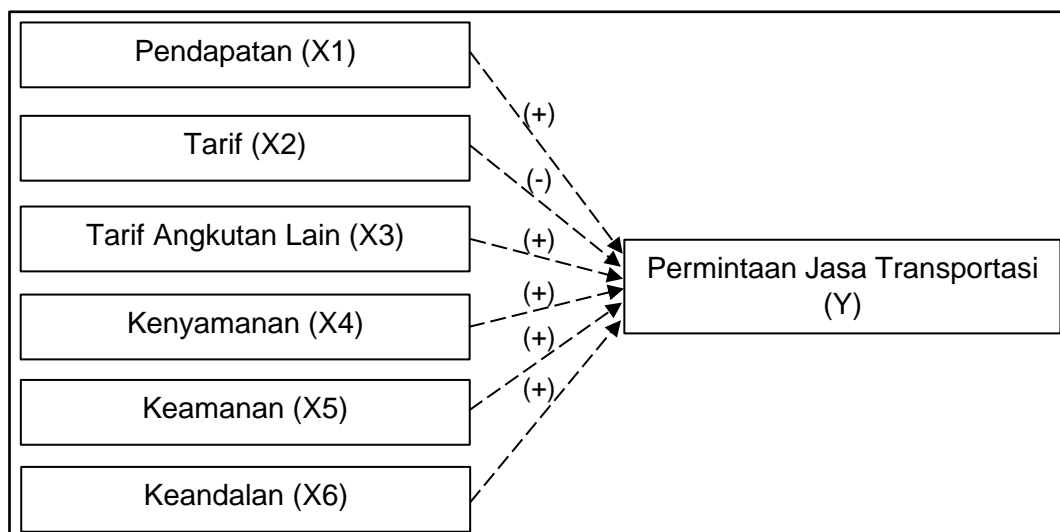 Pendapatan (X1)
(+)
Tarif (X2)
(-)
Tarif Angkutan Lain (X3)
(+)
Permintaan Jasa Transportasi
(Y)
Kenyamanan (X4)
(+)
(+)
Keamanan (X5)
(+)
Keandalan (X6)